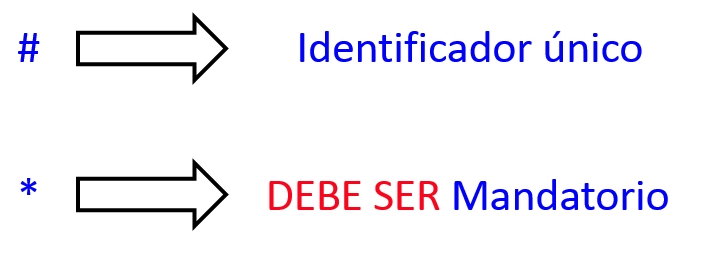 # Identificador único
* DEBE SER Mandatorio